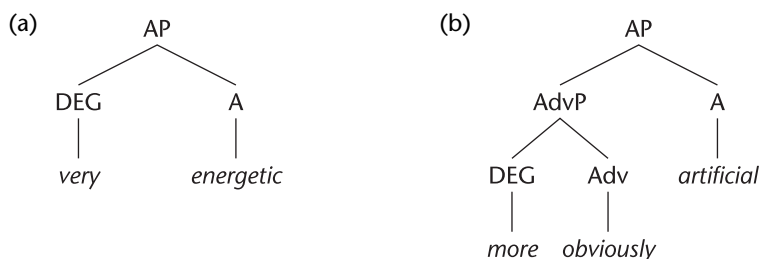 (a) AP (b) AP
DEG A AdvP A
very energetic DEG Adv artificial
more obviously